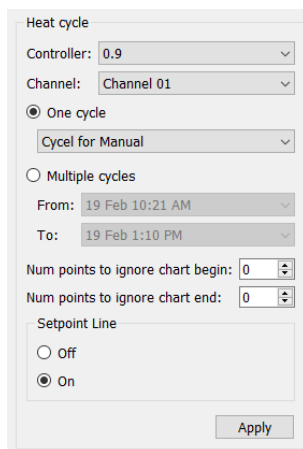 Heat cycle
Controller: 0.9
Channel: Channel 01
One cycle
Cycel for Manual
Multiple cycles
From: 19 Feb 10:21 AM
To: 19 Feb 1:10 PM
Num points to ignore chart begin: 0
Num points to ignore chart end: 0
Setpoint Line
Off
On
Apply